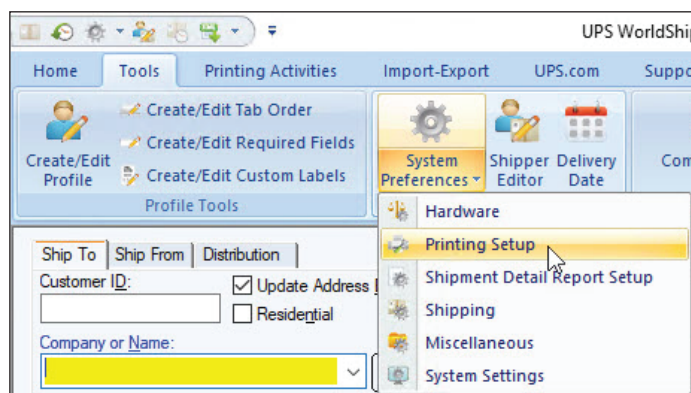 UPS WorldShip
Home Tools Printing Activities Import-Export UPS.com
Create/Edit Profile
Create/Edit Tab Order
Create/Edit Required Fields
Create/Edit Custom Labels
Profile Tools
System Preferences
Shipper Editor
Delivery Date
Hardware
Printing Setup
Shipment Detail Report Setup
Shipping
Miscellaneous
System Settings
Ship To Ship From Distribution
Customer ID:
Update Address
Residential
Company or Name: